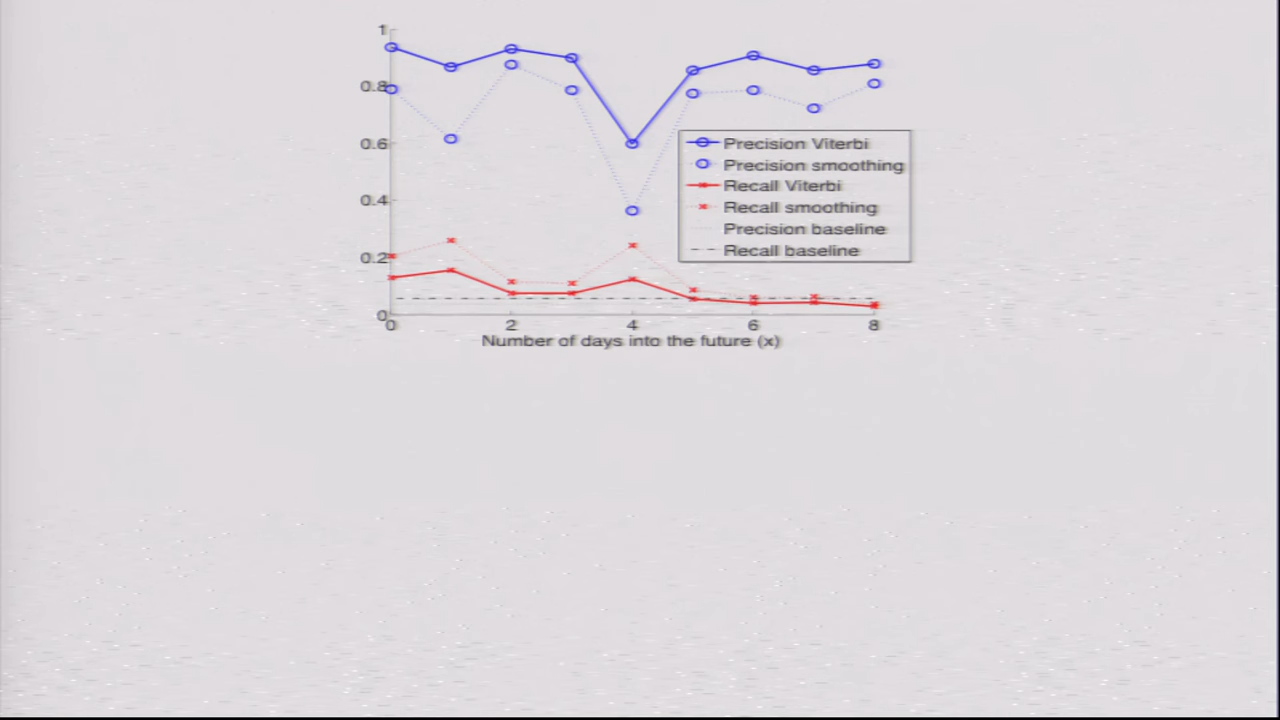 1
0.8
0.6
0.4
0.2
0
0 2 4 6 8
Number of days into the future (x)
Precision Viterbi
Precision smoothing
Recall Viterbi
Recall smoothing
Precision baseline
Recall baseline